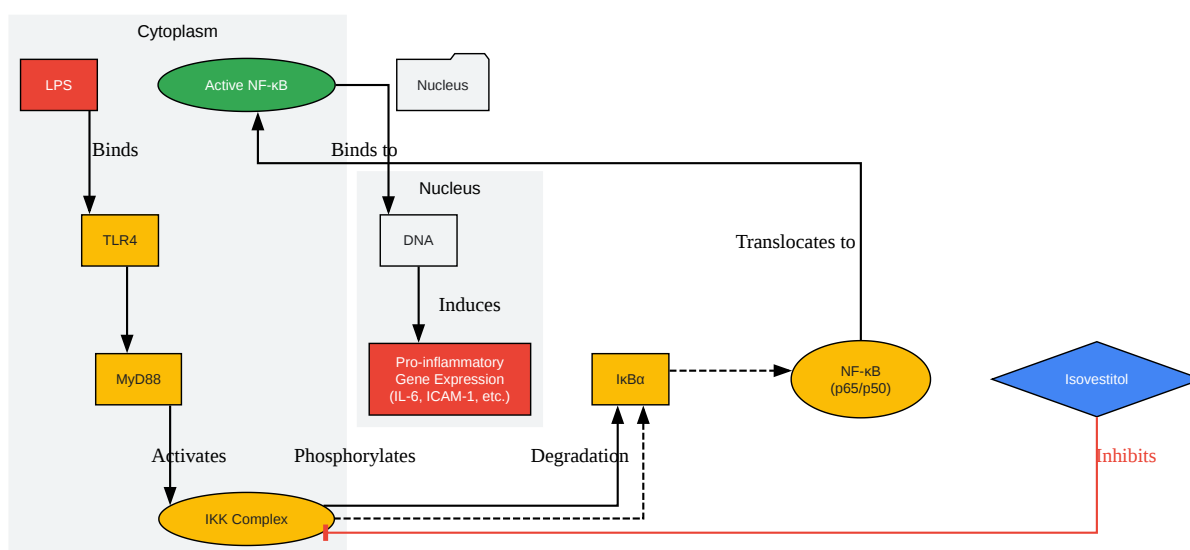 Cytoplasm
LPS
Active NF-κB
Nucleus
Binds
Binds to
Nucleus
TLR4
DNA
Translocates to
Induces
MyD88
Pro-inflammatory
Gene Expression
(IL-6, ICAM-1, etc.)
IκBα
NF-κB
(p65/p50)
Isovestitol
Activates
Phosphorylates
Degradation
Inhibits
IKK Complex